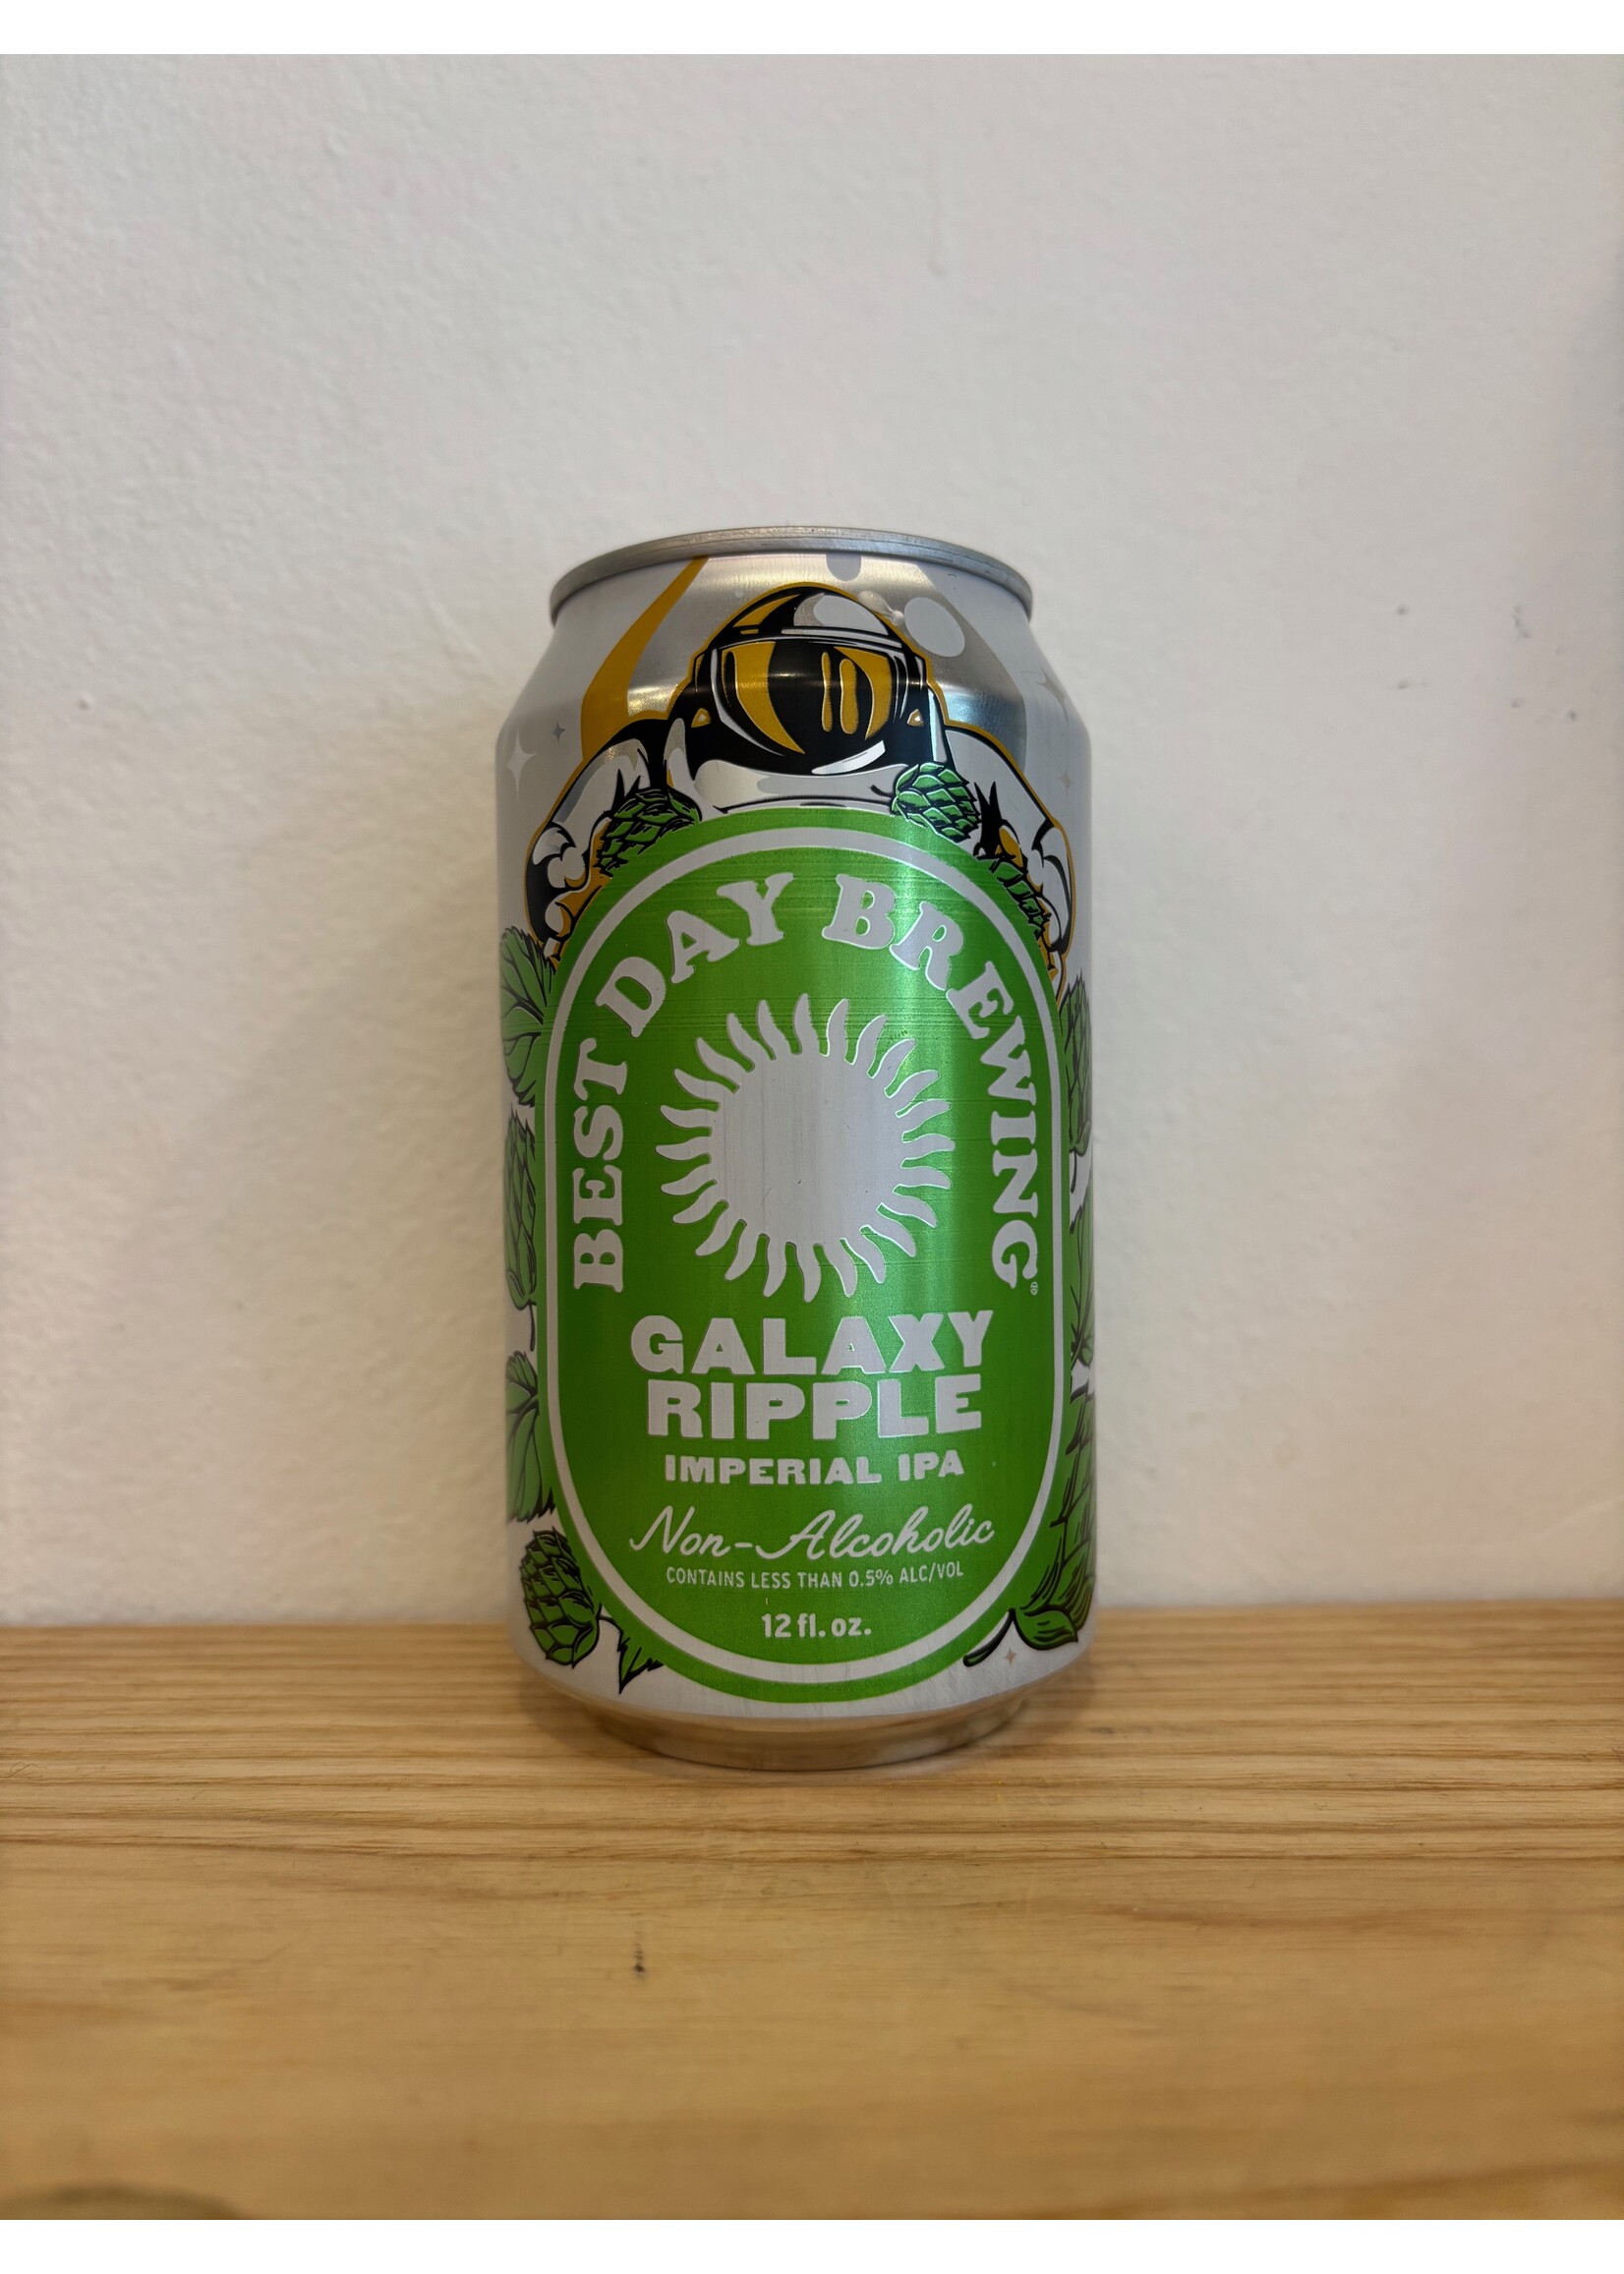 BEST DAY BREWING®
GALAXY
RIPPLE
IMPERIAL IPA
Non-Alcoholic
CONTAINS LESS THAN 0.5% ALC/VOL
12 fl. oz.